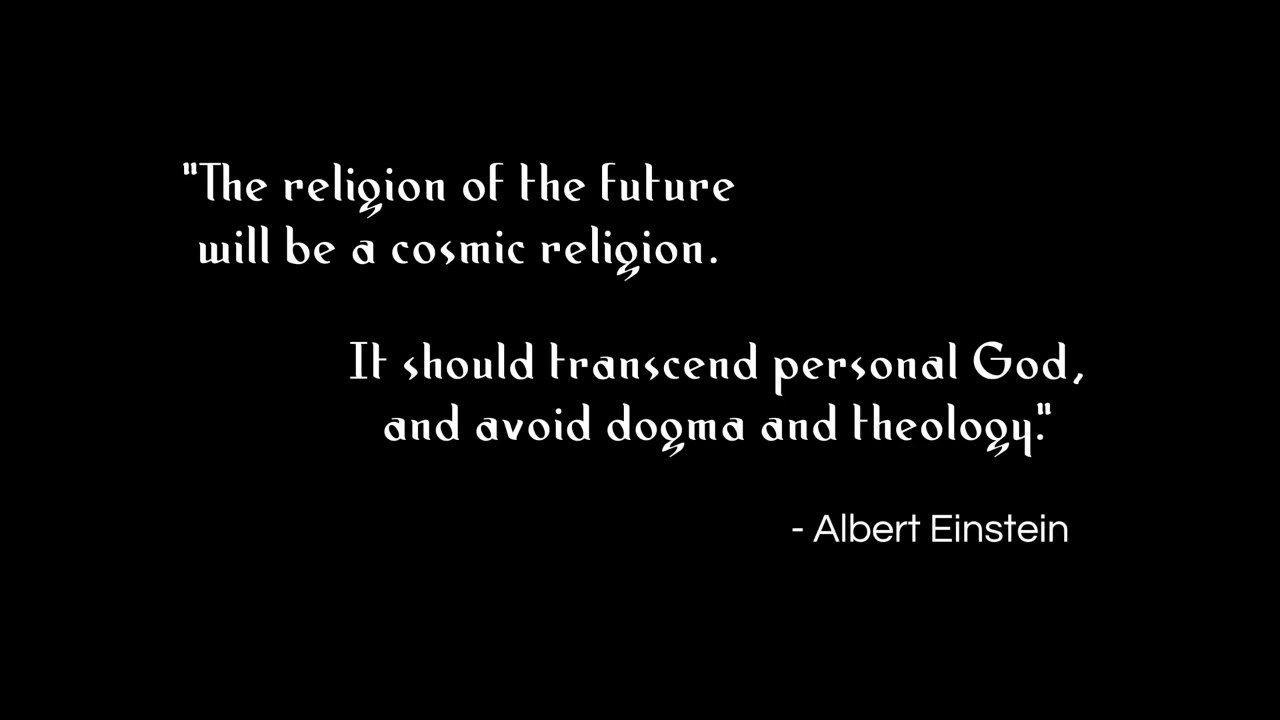 "The religion of the future
will be a cosmic religion.
It should transcend personal God,
and avoid dogma and theology."
- Albert Einstein